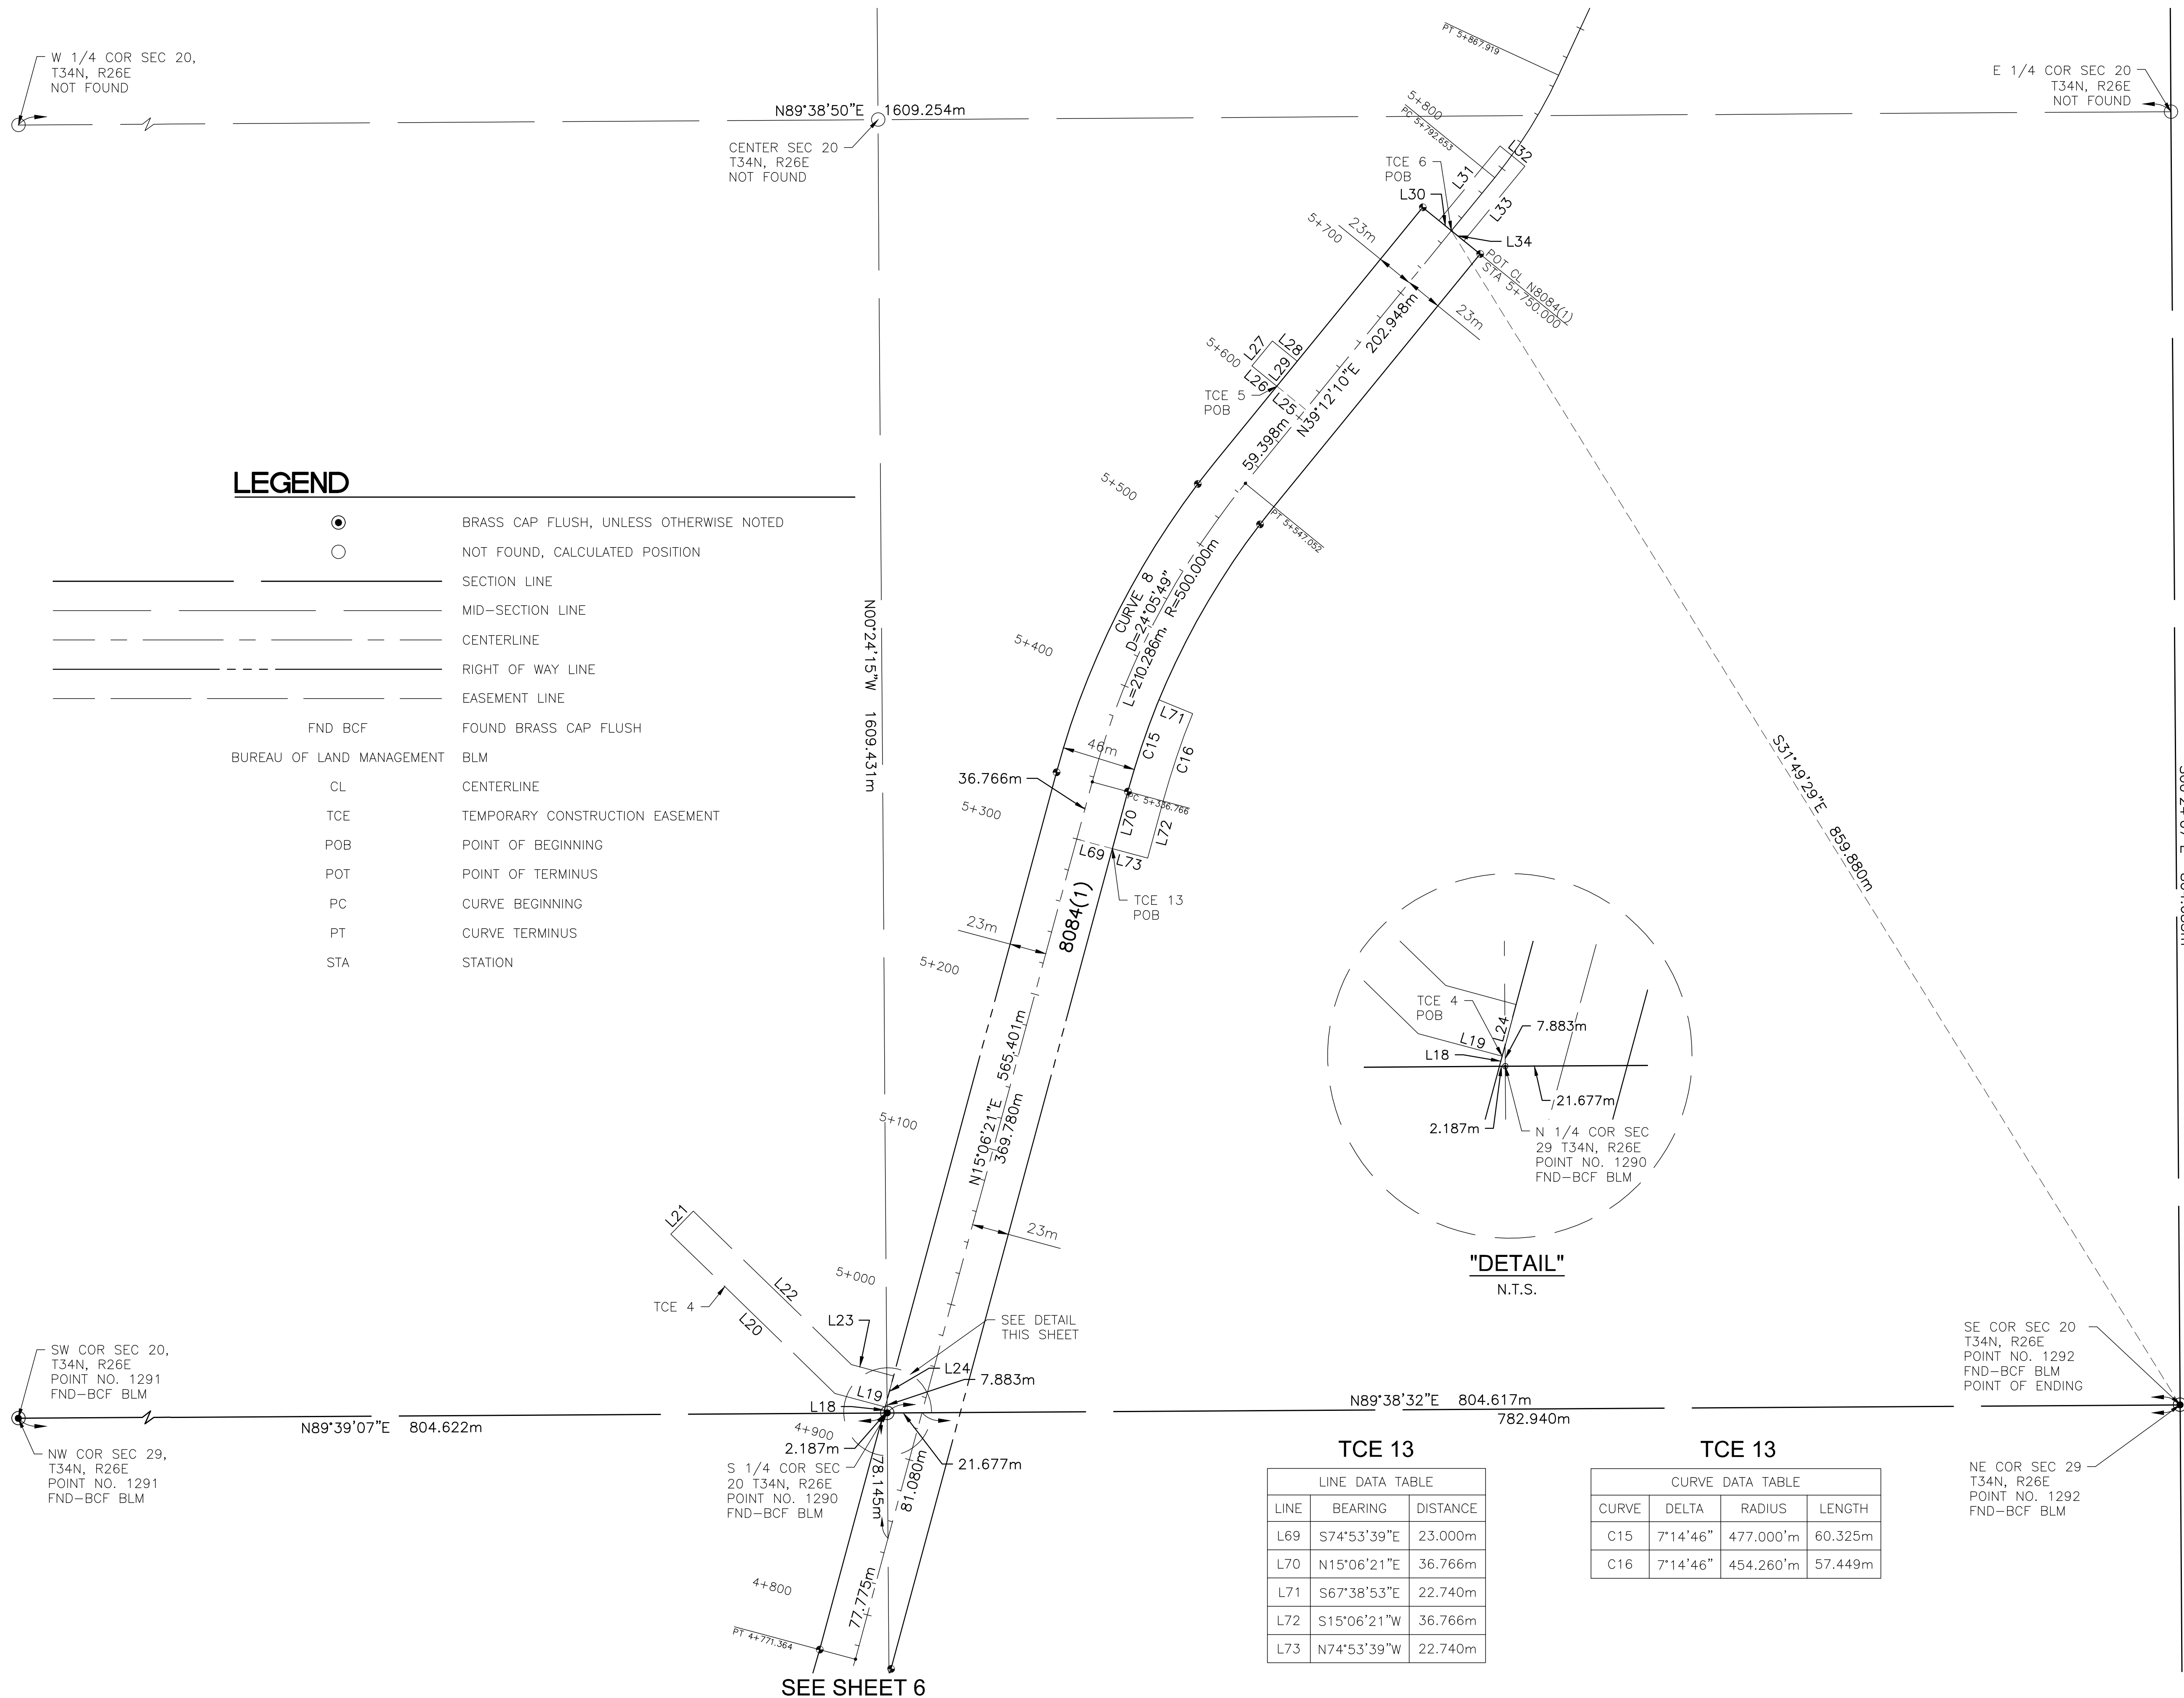 W 1/4 COR SEC 20,
T34N, R26E
NOT FOUND
N89°38'50"E 1609.254m
CENTER SEC 20
T34N, R26E
NOT FOUND
E 1/4 COR SEC 20
T34N, R26E
NOT FOUND
PT 5+867.919
5+800
PC 5+792.653
TCE 6
POB
L30
L31
L32
L33
L34
POT CL N8084(1)
STA 5+750.000
5+700
23m
23m
202.948m
N39°12'10"E
59.398m
5+600
L27
L28
L26
L29
L25
TCE 5
POB
5+500
PT 5+547.052
CURVE 8
D=24°05'49"
L=210.286m, R=500.000m
5+400
L71
C15
C16
46m
36.766m
PC 5+336.766
5+300
L70
L72
L69
L73
TCE 13
POB
8084(1)
23m
5+200
N15°06'21"E 565.401m
369.780m
5+100
23m
5+000
N00°24'15"W 1609.431m
S31°49'29"E 859.880m
LEGEND
BRASS CAP FLUSH, UNLESS OTHERWISE NOTED
NOT FOUND, CALCULATED POSITION
SECTION LINE
MID-SECTION LINE
CENTERLINE
RIGHT OF WAY LINE
EASEMENT LINE
FND BCF FOUND BRASS CAP FLUSH
BUREAU OF LAND MANAGEMENT BLM
CL CENTERLINE
TCE TEMPORARY CONSTRUCTION EASEMENT
POB POINT OF BEGINNING
POT POINT OF TERMINUS
PC CURVE BEGINNING
PT CURVE TERMINUS
STA STATION
TCE 4
POB
L24
7.883m
L19
L18
21.677m
2.187m
N 1/4 COR SEC
29 T34N, R26E
POINT NO. 1290
FND-BCF BLM
"DETAIL"
N.T.S.
L21
L22
L20
TCE 4
L23
SEE DETAIL
THIS SHEET
L24
7.883m
L19
L18
4+900
2.187m
21.677m
S 1/4 COR SEC
20 T34N, R26E
POINT NO. 1290
FND-BCF BLM
78.145m
81.080m
4+800
77.775m
PT 4+771.364
SEE SHEET 6
SW COR SEC 20,
T34N, R26E
POINT NO. 1291
FND-BCF BLM
N89°39'07"E 804.622m
NW COR SEC 29,
T34N, R26E
POINT NO. 1291
FND-BCF BLM
N89°38'32"E 804.617m
782.940m
SE COR SEC 20
T34N, R26E
POINT NO. 1292
FND-BCF BLM
POINT OF ENDING
NE COR SEC 29
T34N, R26E
POINT NO. 1292
FND-BCF BLM
TCE 13
LINE DATA TABLE
LINE BEARING DISTANCE
L69 S74°53'39"E 23.000m
L70 N15°06'21"E 36.766m
L71 S67°38'53"E 22.740m
L72 S15°06'21"W 36.766m
L73 N74°53'39"W 22.740m
TCE 13
CURVE DATA TABLE
CURVE DELTA RADIUS LENGTH
C15 7°14'46" 477.000'm 60.325m
C16 7°14'46" 454.260'm 57.449m